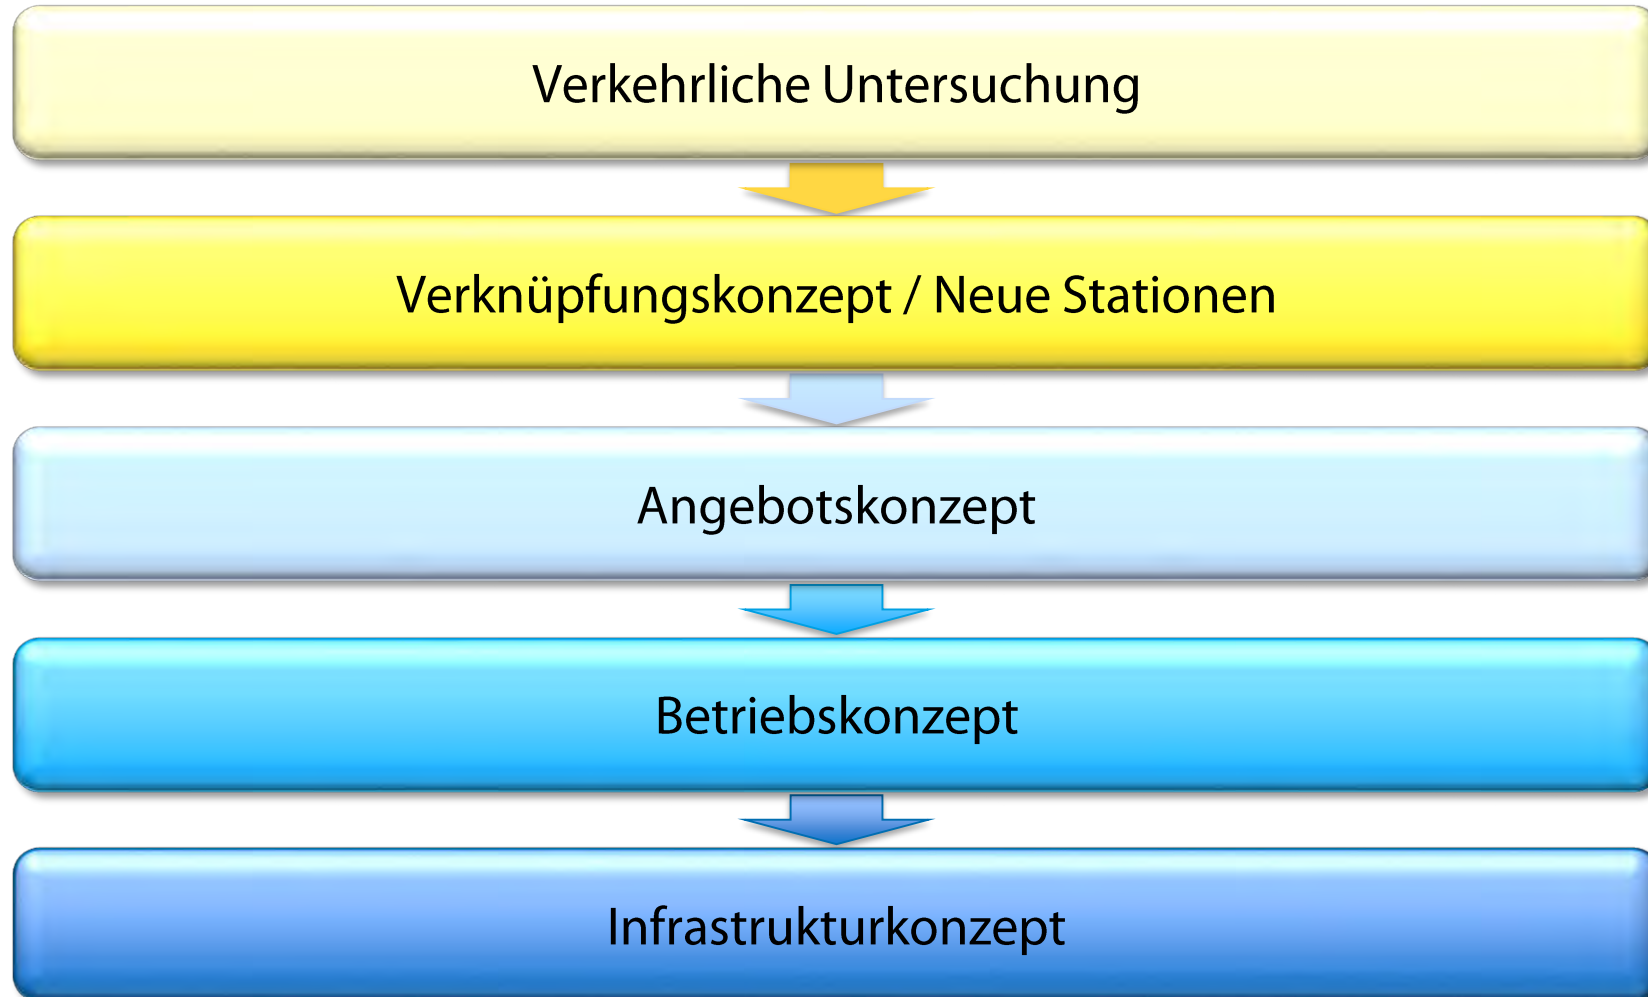 Verkehrliche Untersuchung
Verknüpfungskonzept / Neue Stationen
Angebotskonzept
Betriebskonzept
Infrastrukturkonzept